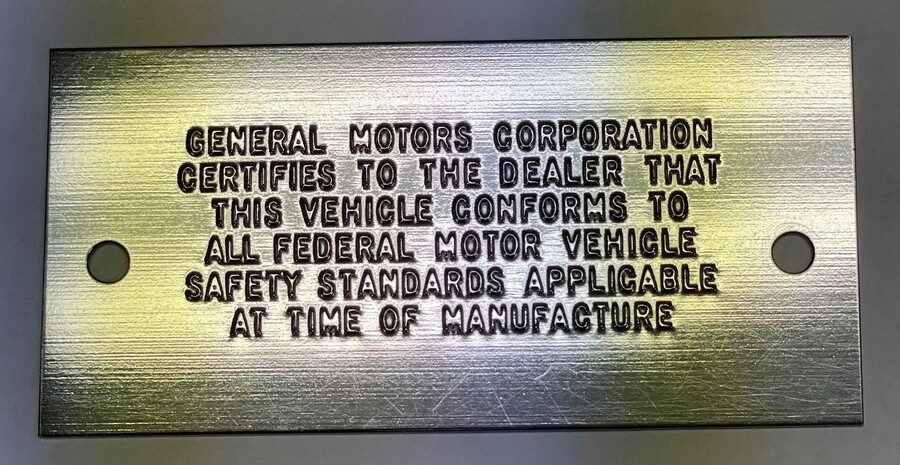 GENERAL MOTORS CORPORATION
CERTIFIES TO THE DEALER THAT
THIS VEHICLE CONFORMS TO
ALL FEDERAL MOTOR VEHICLE
SAFETY STANDARDS APPLICABLE
AT TIME OF MANUFACTURE